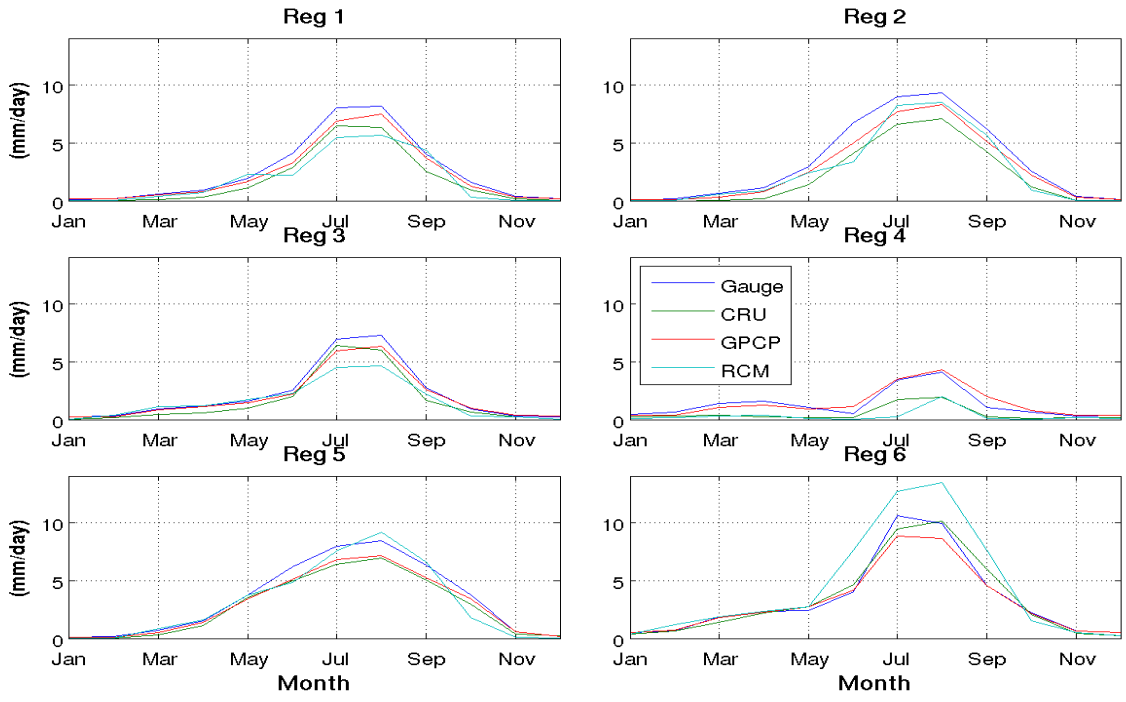 Reg 1
(mm/day)
10
5
0
Jan Mar May Jul Sep Nov
Reg 2
10
5
0
Jan Mar May Jul Sep Nov
Reg 3
(mm/day)
10
5
0
Jan Mar May Jul Sep Nov
Reg 4
10
5
0
Gauge
CRU
GPCP
RCM
Jan Mar May Jul Sep Nov
Reg 5
(mm/day)
10
5
0
Jan Mar May Jul Sep Nov
Month
Reg 6
10
5
0
Jan Mar May Jul Sep Nov
Month